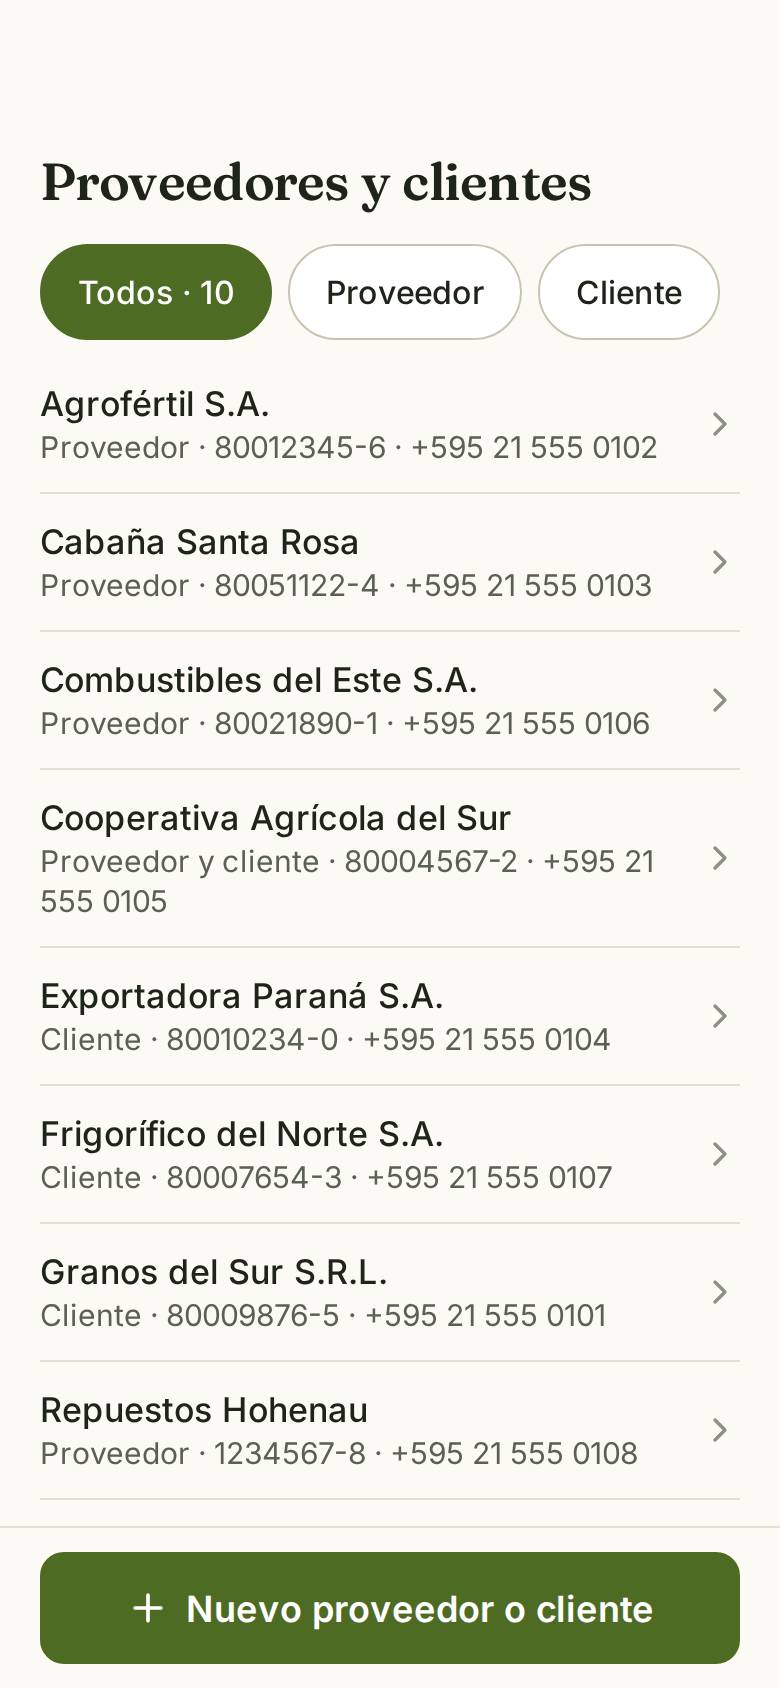 Proveedores y clientes
Todos · 10
Proveedor
Cliente
Agrofértil S.A.
Proveedor · 80012345-6 · +595 21 555 0102
Cabaña Santa Rosa
Proveedor · 80051122-4 · +595 21 555 0103
Combustibles del Este S.A.
Proveedor · 80021890-1 · +595 21 555 0106
Cooperativa Agrícola del Sur
Proveedor y cliente · 80004567-2 · +595 21
555 0105
Exportadora Paraná S.A.
Cliente · 80010234-0 · +595 21 555 0104
Frigorífico del Norte S.A.
Cliente · 80007654-3 · +595 21 555 0107
Granos del Sur S.R.L.
Cliente · 80009876-5 · +595 21 555 0101
Repuestos Hohenau
Proveedor · 1234567-8 · +595 21 555 0108
+ Nuevo proveedor o cliente